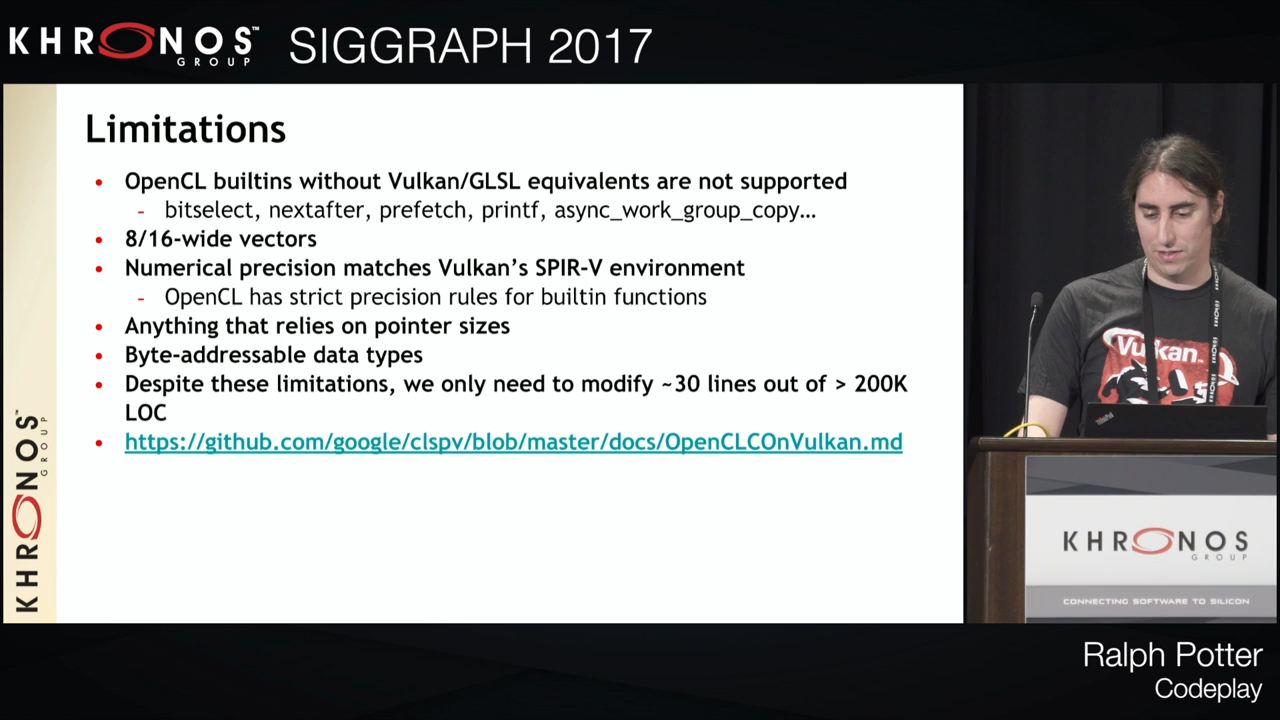 KHRONOS™ GROUP
SIGGRAPH 2017
Limitations
• OpenCL builtins without Vulkan/GLSL equivalents are not supported
- bitselect, nextafter, prefetch, printf, async_work_group_copy…
• 8/16-wide vectors
• Numerical precision matches Vulkan’s SPIR-V environment
- OpenCL has strict precision rules for builtin functions
• Anything that relies on pointer sizes
• Byte-addressable data types
• Despite these limitations, we only need to modify ~30 lines out of > 200K
LOC
• https://github.com/google/clspv/blob/master/docs/OpenCLCOnVulkan.md
KHRONOS™ GROUP
Vulkan
ThinkPad
KHRONOS GROUP
CONNECTING SOFTWARE TO SILICON
Ralph Potter
Codeplay